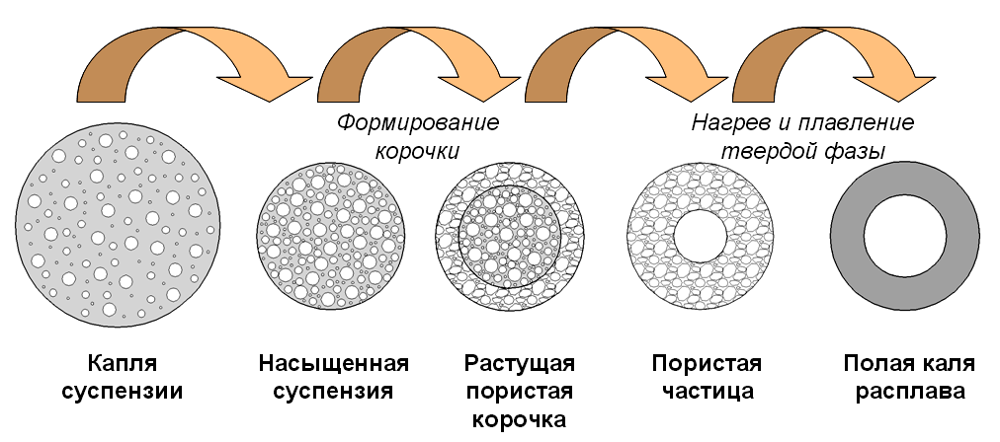 Формирование
корочки
Нагрев и плавление
твердой фазы
Капля
суспензии
Насыщенная
суспензия
Растущая
пористая
корочка
Пористая
частица
Полая каля
расплава